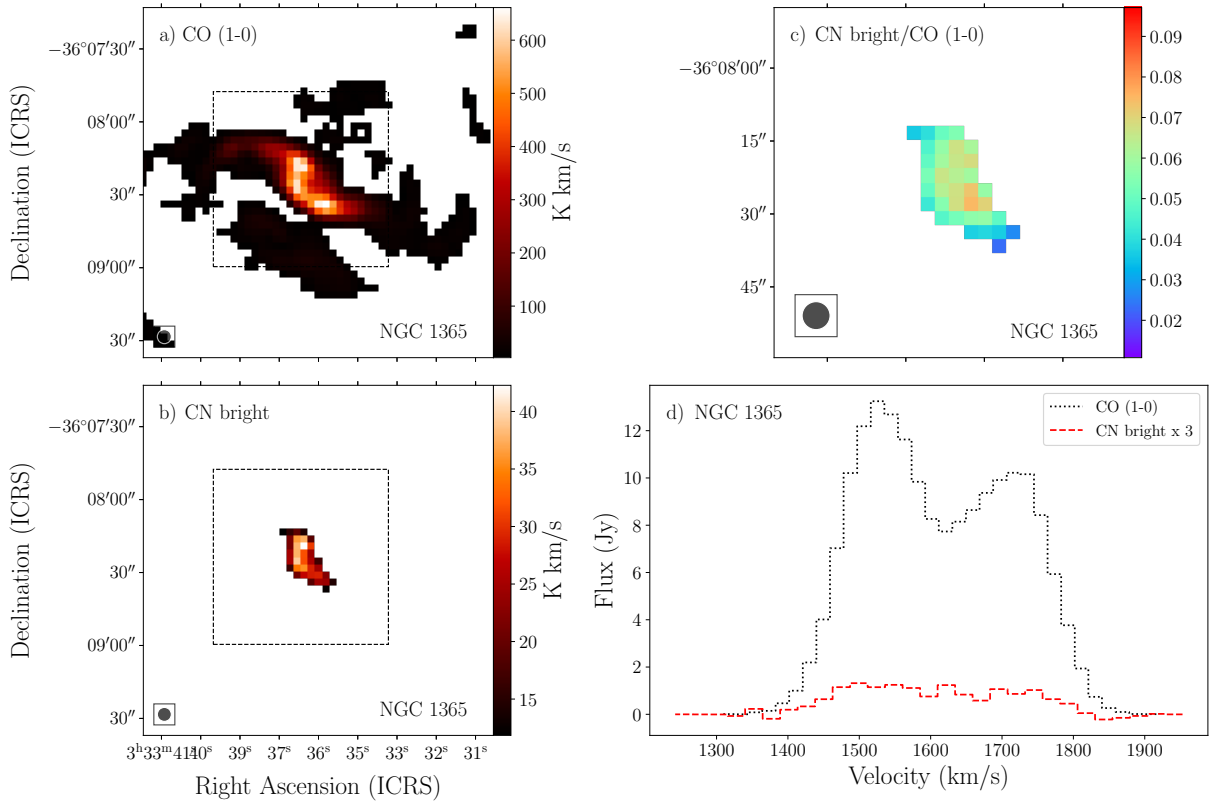 a) CO (1-0)
−36°07′30″
08′00″
30″
09′00″
30″
Declination (ICRS)
NGC 1365
600
500
400
300
200
100
K km/s
c) CN bright/CO (1-0)
−36°08′00″
15″
30″
45″
NGC 1365
0.09
0.08
0.07
0.06
0.05
0.04
0.03
0.02
b) CN bright
−36°07′30″
08′00″
30″
09′00″
30″
Declination (ICRS)
NGC 1365
3ʰ33ᵐ41ˢ40ˢ 39ˢ 37ˢ 36ˢ 35ˢ 33ˢ 32ˢ 31ˢ
Right Ascension (ICRS)
40
35
30
25
20
15
K km/s
d) NGC 1365
CO (1-0)
CN bright x 3
12
10
8
6
4
2
0
Flux (Jy)
1300 1400 1500 1600 1700 1800 1900
Velocity (km/s)